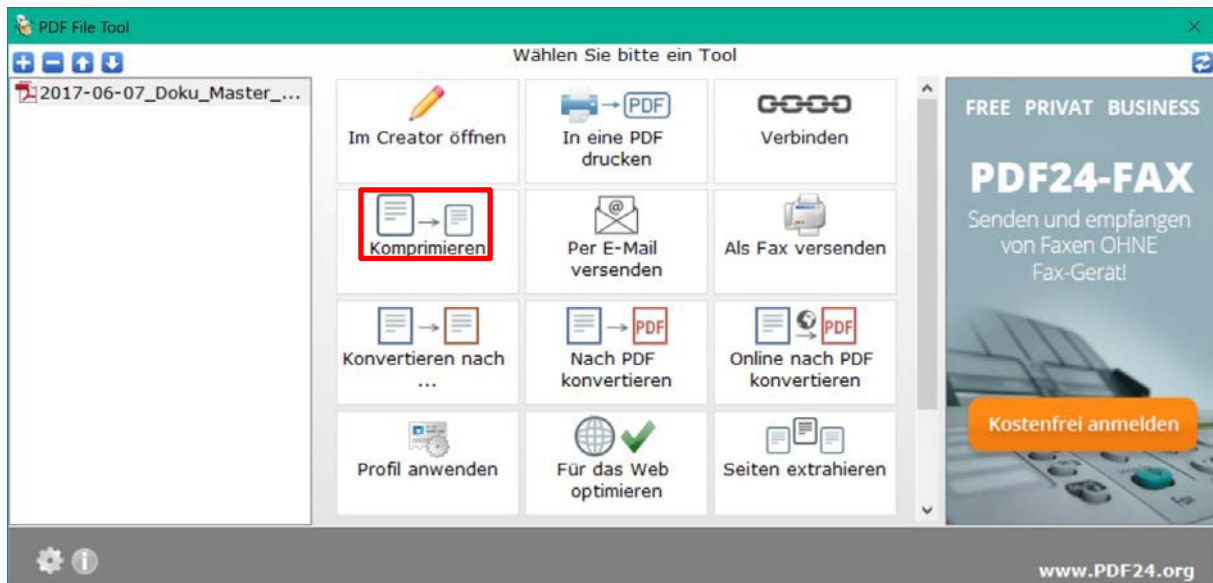 PDF File Tool
Wählen Sie bitte ein Tool
2017-06-07_Doku_Master_...
Im Creator öffnen
PDF
In eine PDF
drucken
Verbinden
Komprimieren
@
Per E-Mail
versenden
Als Fax versenden
Konvertieren nach
...
PDF
Nach PDF
konvertieren
PDF
Online nach PDF
konvertieren
Profil anwenden
Für das Web
optimieren
Seiten extrahieren
FREE PRIVAT BUSINESS
PDF24-FAX
Senden und empfangen
von Faxen OHNE
Fax-Gerät!
Kostenfrei anmelden
www.PDF24.org